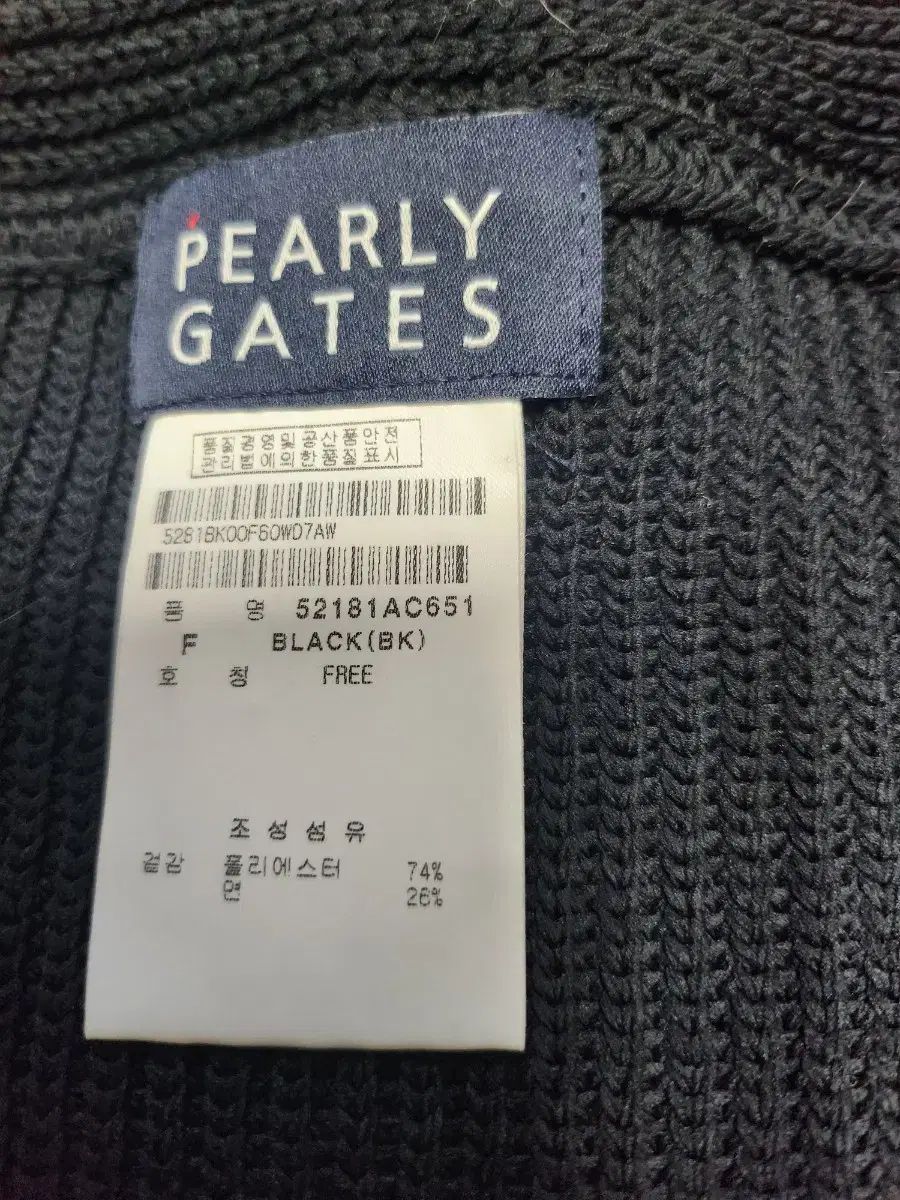 PEARLY
GATES
품질경영및공산품안전
관리법에의한품질표시
5281BK00F60WD7AW
품 명 52181AC651
F BLACK(BK)
호 칭 FREE
조 성 섬 유
겉감 폴리에스터 74%
면 26%